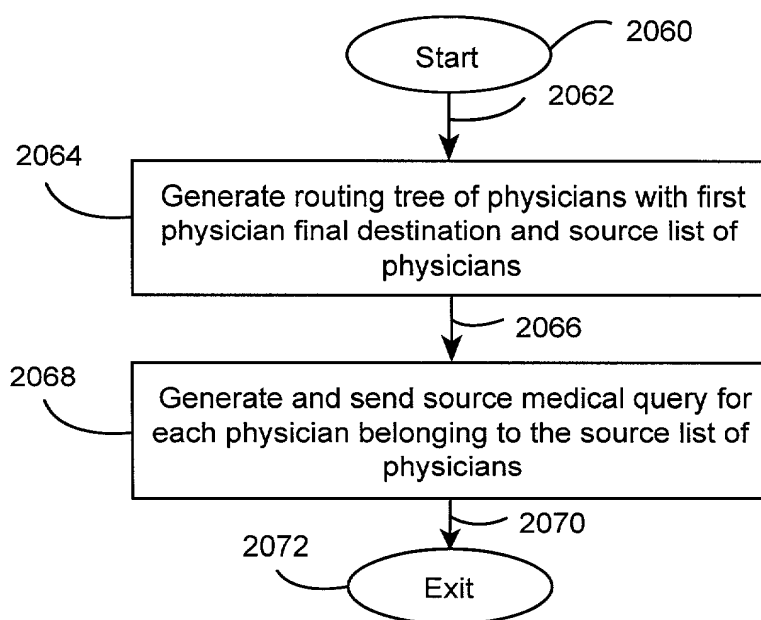 Start
2060
2062
2064
Generate routing tree of physicians with first
physician final destination and source list of
physicians
2066
2068
Generate and send source medical query for
each physician belonging to the source list of
physicians
2070
2072
Exit